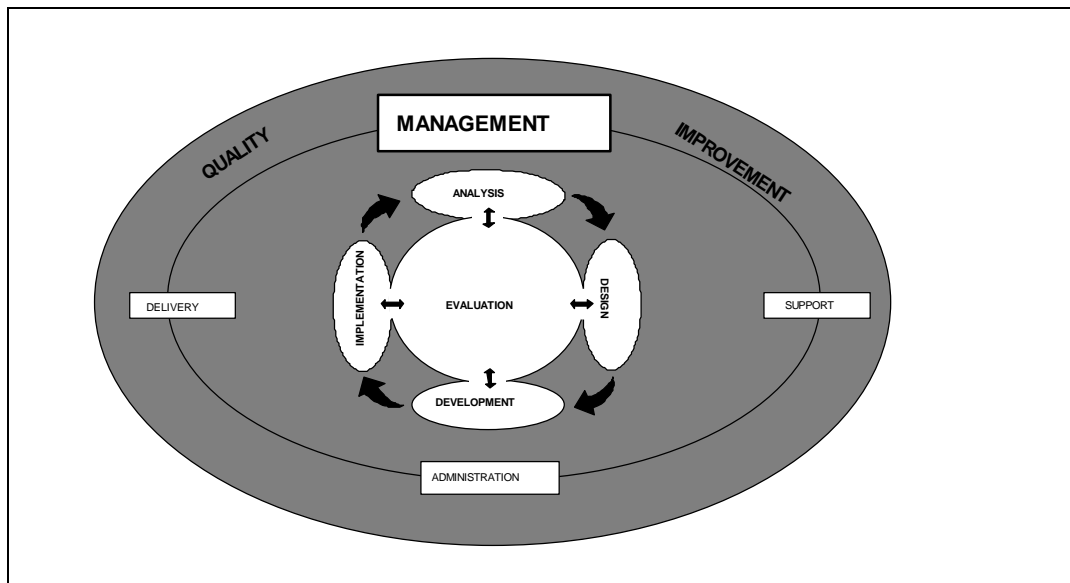 MANAGEMENT
QUALITY
IMPROVEMENT
ANALYSIS
IMPLEMENTATION
EVALUATION
DESIGN
DELIVERY
SUPPORT
DEVELOPMENT
ADMINISTRATION